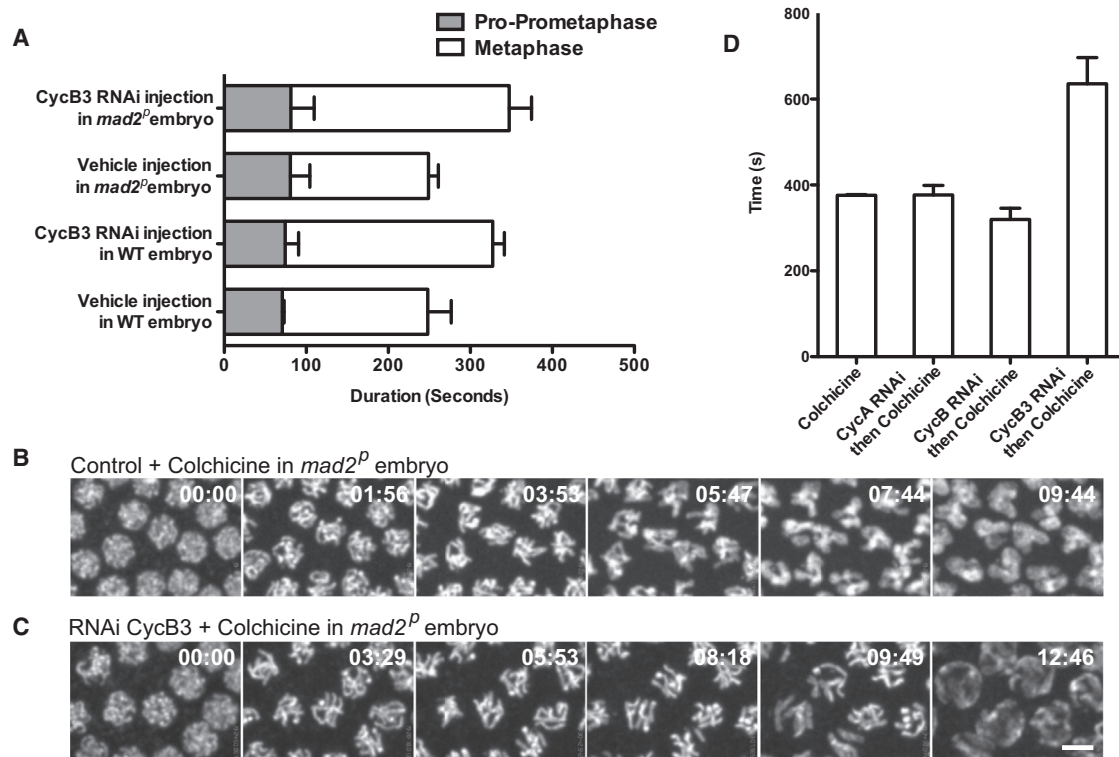 A
Pro-Prometaphase
Metaphase
CycB3 RNAi injection
in mad2ᵖ embryo
Vehicle injection
in mad2ᵖ embryo
CycB3 RNAi injection
in WT embryo
Vehicle injection
in WT embryo
0 100 200 300 400 500
Duration (Seconds)
D
800
600
400
200
0
Time (s)
Colchicine
CycA RNAi
then Colchicine
CycB RNAi
then Colchicine
CycB3 RNAi
then Colchicine
B
Control + Colchicine in mad2ᵖ embryo
00:00 01:56 03:53 05:47 07:44 09:44
C
RNAi CycB3 + Colchicine in mad2ᵖ embryo
00:00 03:29 05:53 08:18 09:49 12:46